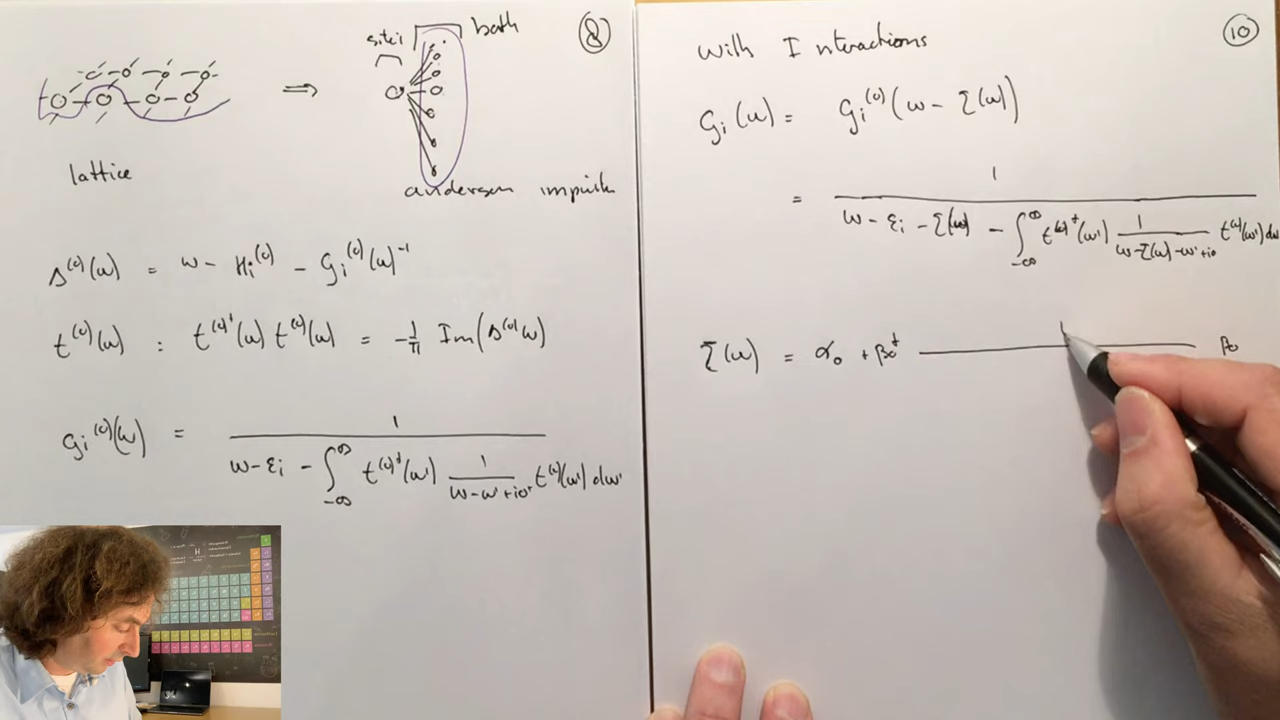 site i bath ⑧
⟹
lattice
anderson impurit
Δ^(0)(ω) = ω - H_i^(0) - G_i^(0)(ω)^-1
t^(0)(ω) : t^(0)†(ω) t^(0)(ω) = -1/π Im(Δ^(0)(ω)
G_i^(0)(ω) = 1 / (ω - ε_i - ∫_{-∞}^{∞} t^(0)†(ω') 1/(ω - ω' + i0⁺) t^(0)(ω') dω'
With Interactions ⑩
G_i(ω) = G_i^(0)(ω - Σ(ω))
= 1 / (ω - ε_i - Σ(ω) - ∫_{-∞}^{∞} t^(0)†(ω') 1/(ω - Σ(ω) - ω' + i0) t^(0)(ω') dω
Σ(ω) = α_0 + β_0† ——— β_0
H